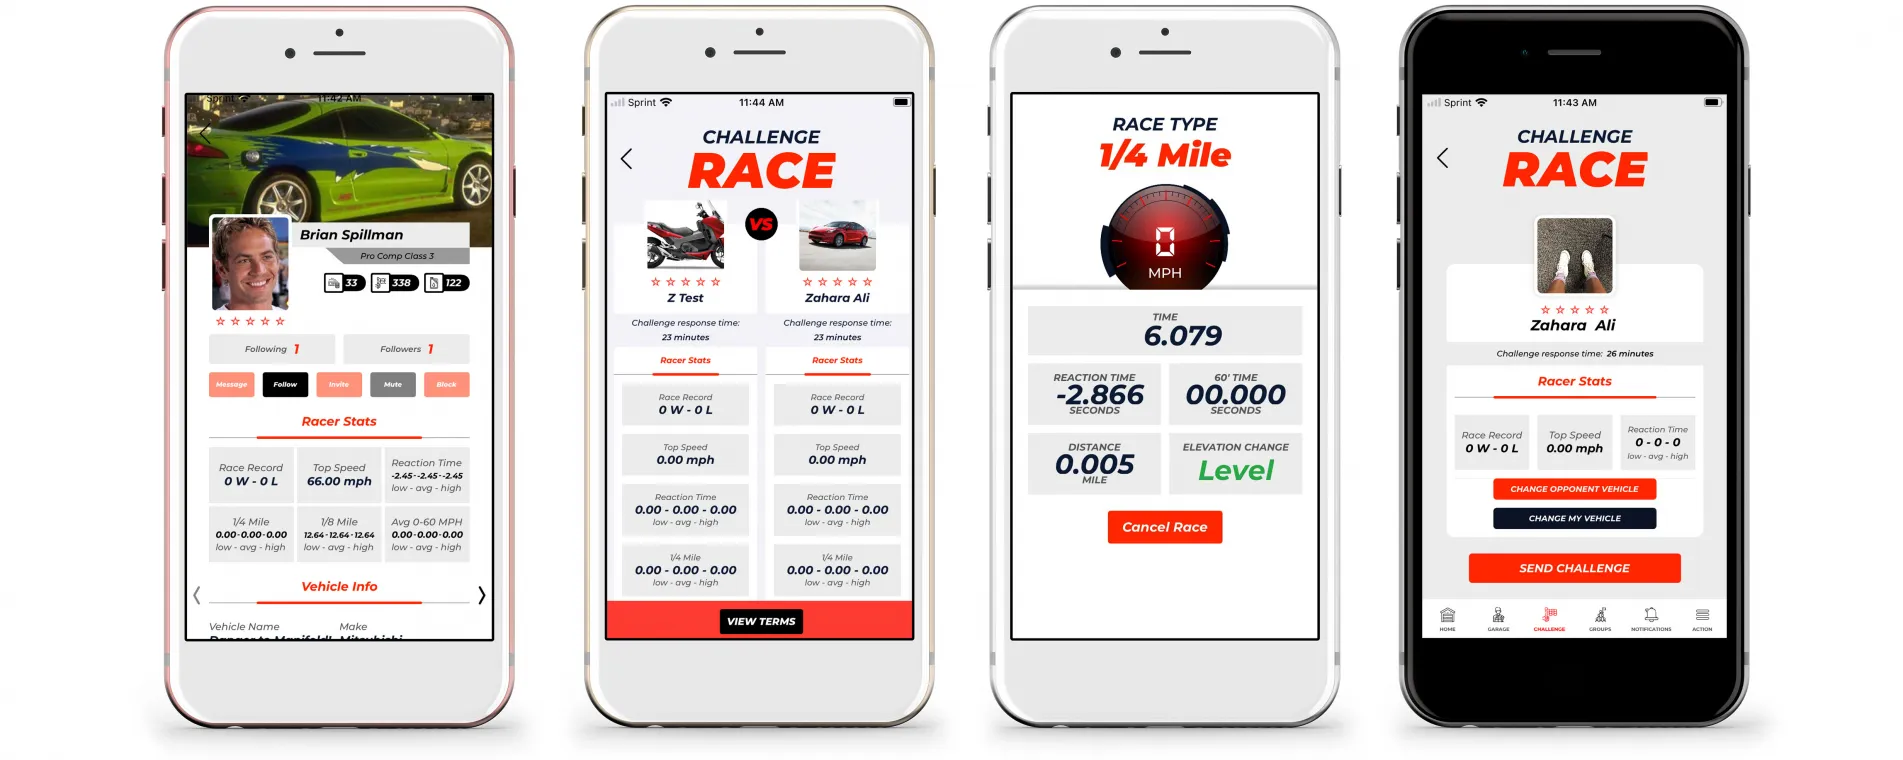 Sprint 11:42 AM
Brian Spillman
Pro Comp Class 3
33 338 122
Following 1 Followers 1
Message Follow Invite Mute Block
Racer Stats
Race Record Top Speed Reaction Time
0 W - 0 L 66.00 mph -2.45 - -2.45 - -2.45
low - avg - high
1/4 Mile 1/8 Mile Avg 0-60 MPH
0.00 - 0.00 - 0.00 12.64 - 12.64 - 12.64 0.00 - 0.00 - 0.00
low - avg - high low - avg - high low - avg - high
Vehicle Info
Vehicle Name Make
Danger to Manifold! Mitsubishi
Sprint 11:44 AM
CHALLENGE
RACE
VS
Z Test Zahara Ali
Challenge response time: Challenge response time:
23 minutes 23 minutes
Racer Stats Racer Stats
Race Record Race Record
0 W - 0 L 0 W - 0 L
Top Speed Top Speed
0.00 mph 0.00 mph
Reaction Time Reaction Time
0.00 - 0.00 - 0.00 0.00 - 0.00 - 0.00
low - avg - high low - avg - high
1/4 Mile 1/4 Mile
0.00 - 0.00 - 0.00 0.00 - 0.00 - 0.00
low - avg - high low - avg - high
VIEW TERMS
RACE TYPE
1/4 Mile
0
MPH
TIME
6.079
REACTION TIME 60' TIME
-2.866 00.000
SECONDS SECONDS
DISTANCE ELEVATION CHANGE
0.005 Level
MILE
Cancel Race
Sprint 11:43 AM
CHALLENGE
RACE
Zahara Ali
Challenge response time: 26 minutes
Racer Stats
Race Record Top Speed Reaction Time
0 W - 0 L 0.00 mph 0 - 0 - 0
low - avg - high
CHANGE OPPONENT VEHICLE
CHANGE MY VEHICLE
SEND CHALLENGE
HOME GARAGE CHALLENGE GROUPS NOTIFICATIONS ACTION